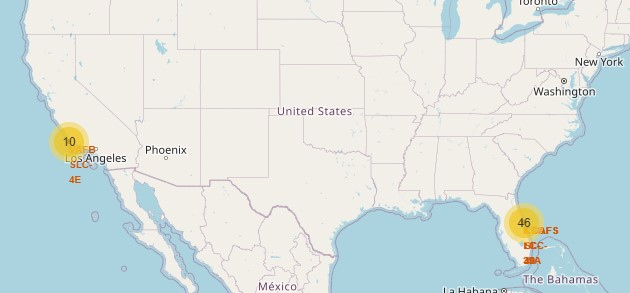 Toronto
New York
Washington
United States
10
Los Angeles
Phoenix
SLC-
4E
46
The Bahamas
México
La Habana